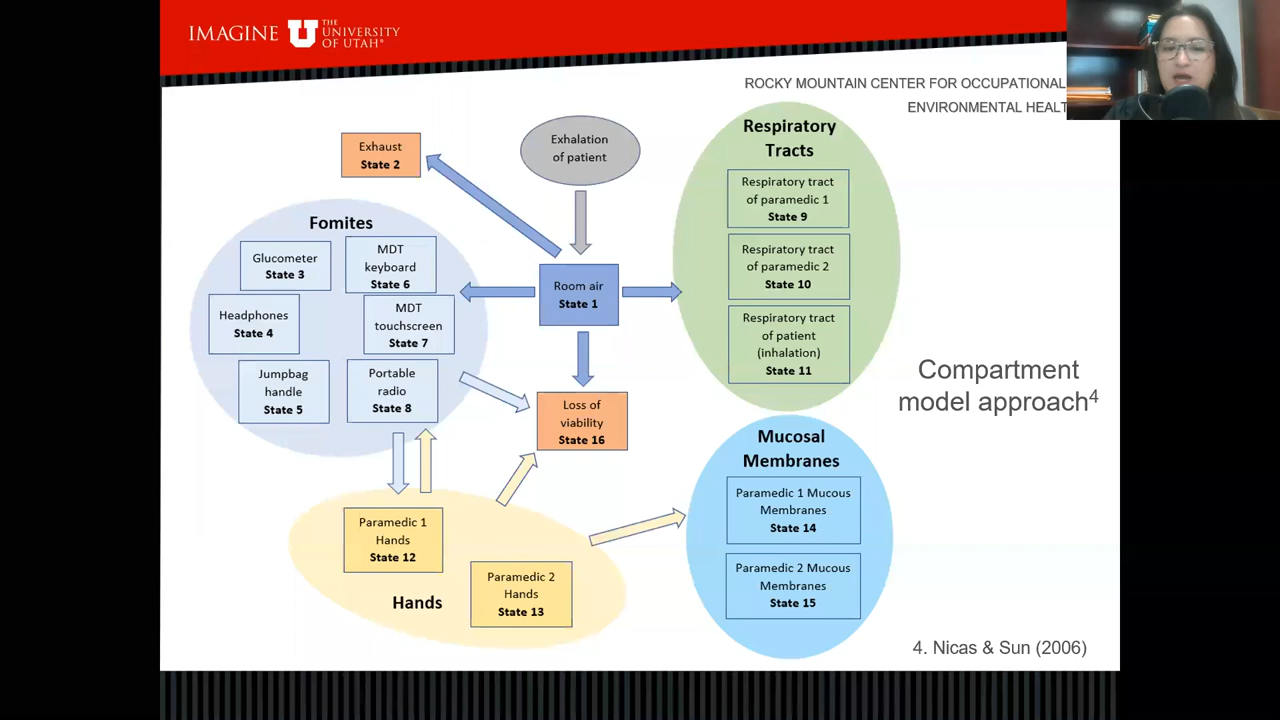 IMAGINE
THE
UNIVERSITY
OF UTAH®
ROCKY MOUNTAIN CENTER FOR OCCUPATIONAL
ENVIRONMENTAL
Exhaust
State 2
Exhalation
of patient
Room air
State 1
Fomites
Glucometer
State 3
MDT
keyboard
State 6
Headphones
State 4
MDT
touchscreen
State 7
Jumpbag
handle
State 5
Portable
radio
State 8
Loss of
viability
State 16
Paramedic 1
Hands
State 12
Paramedic 2
Hands
State 13
Hands
Respiratory
Tracts
Respiratory tract
of paramedic 1
State 9
Respiratory tract
of paramedic 2
State 10
Respiratory tract
of patient
(inhalation)
State 11
Mucosal
Membranes
Paramedic 1 Mucous
Membranes
State 14
Paramedic 2 Mucous
Membranes
State 15
Compartment
model approach⁴
4. Nicas & Sun (2006)